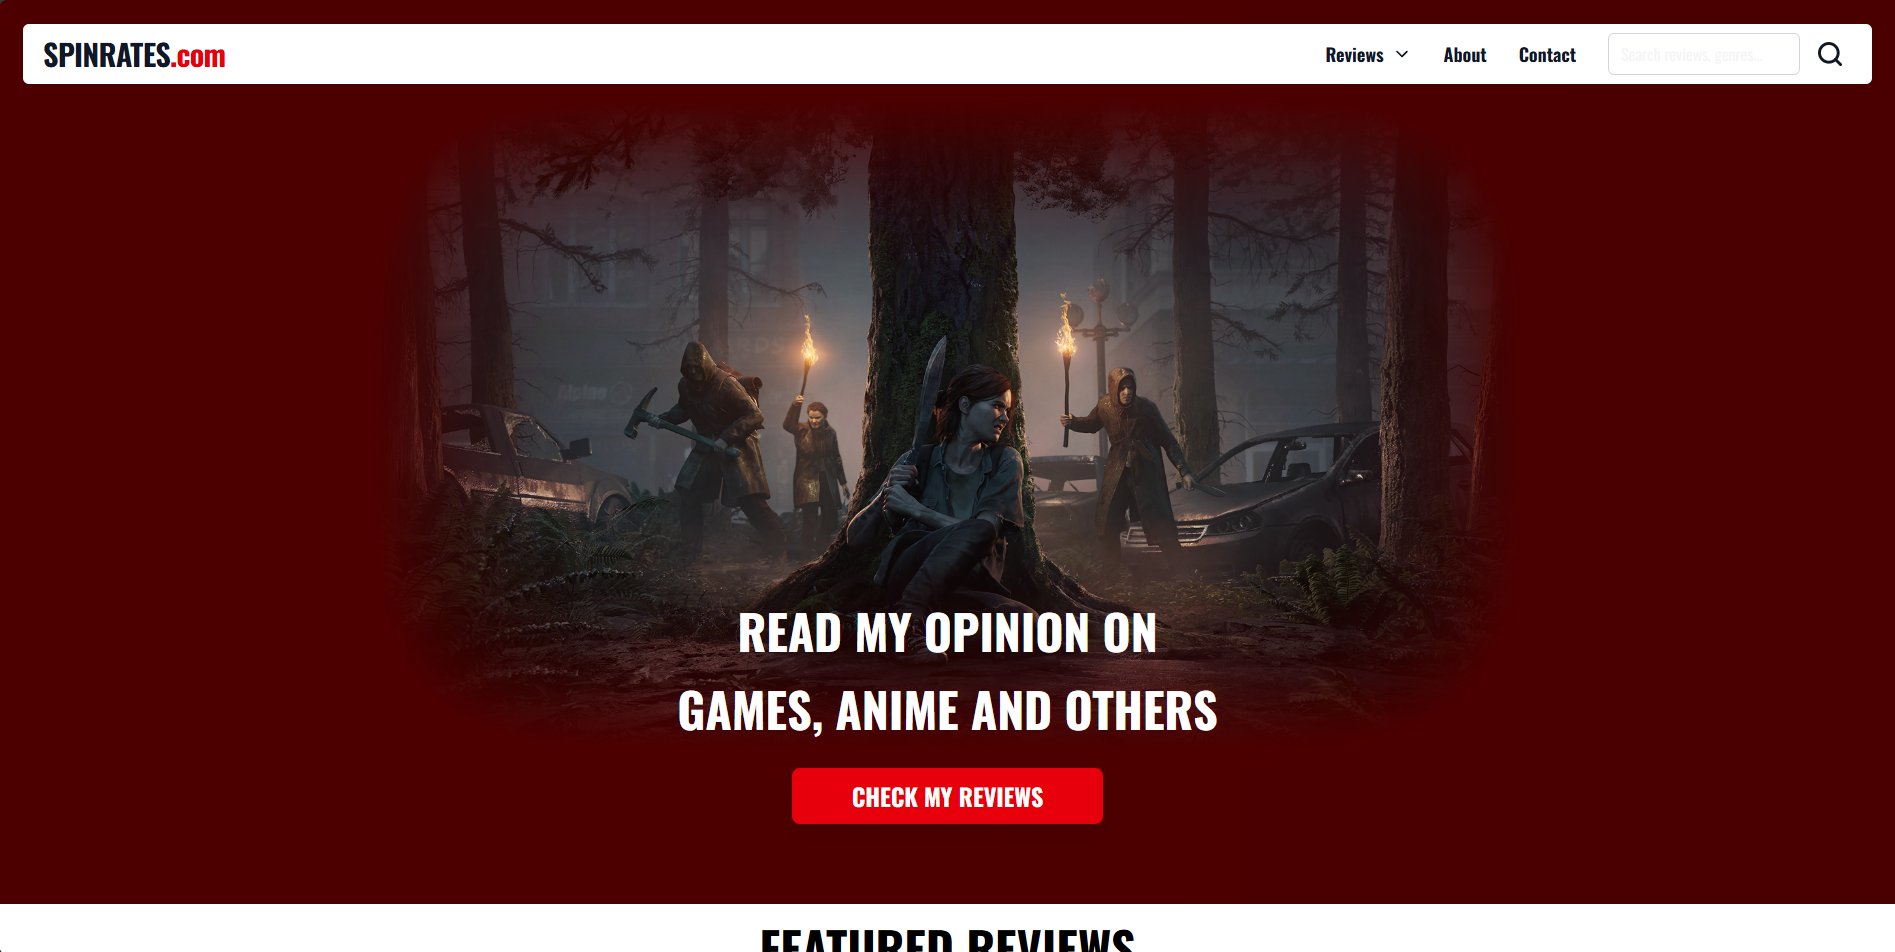 SPINRATES.com
Reviews
About
Contact
Search reviews, genres...
READ MY OPINION ON
GAMES, ANIME AND OTHERS
CHECK MY REVIEWS
FEATURED REVIEWS